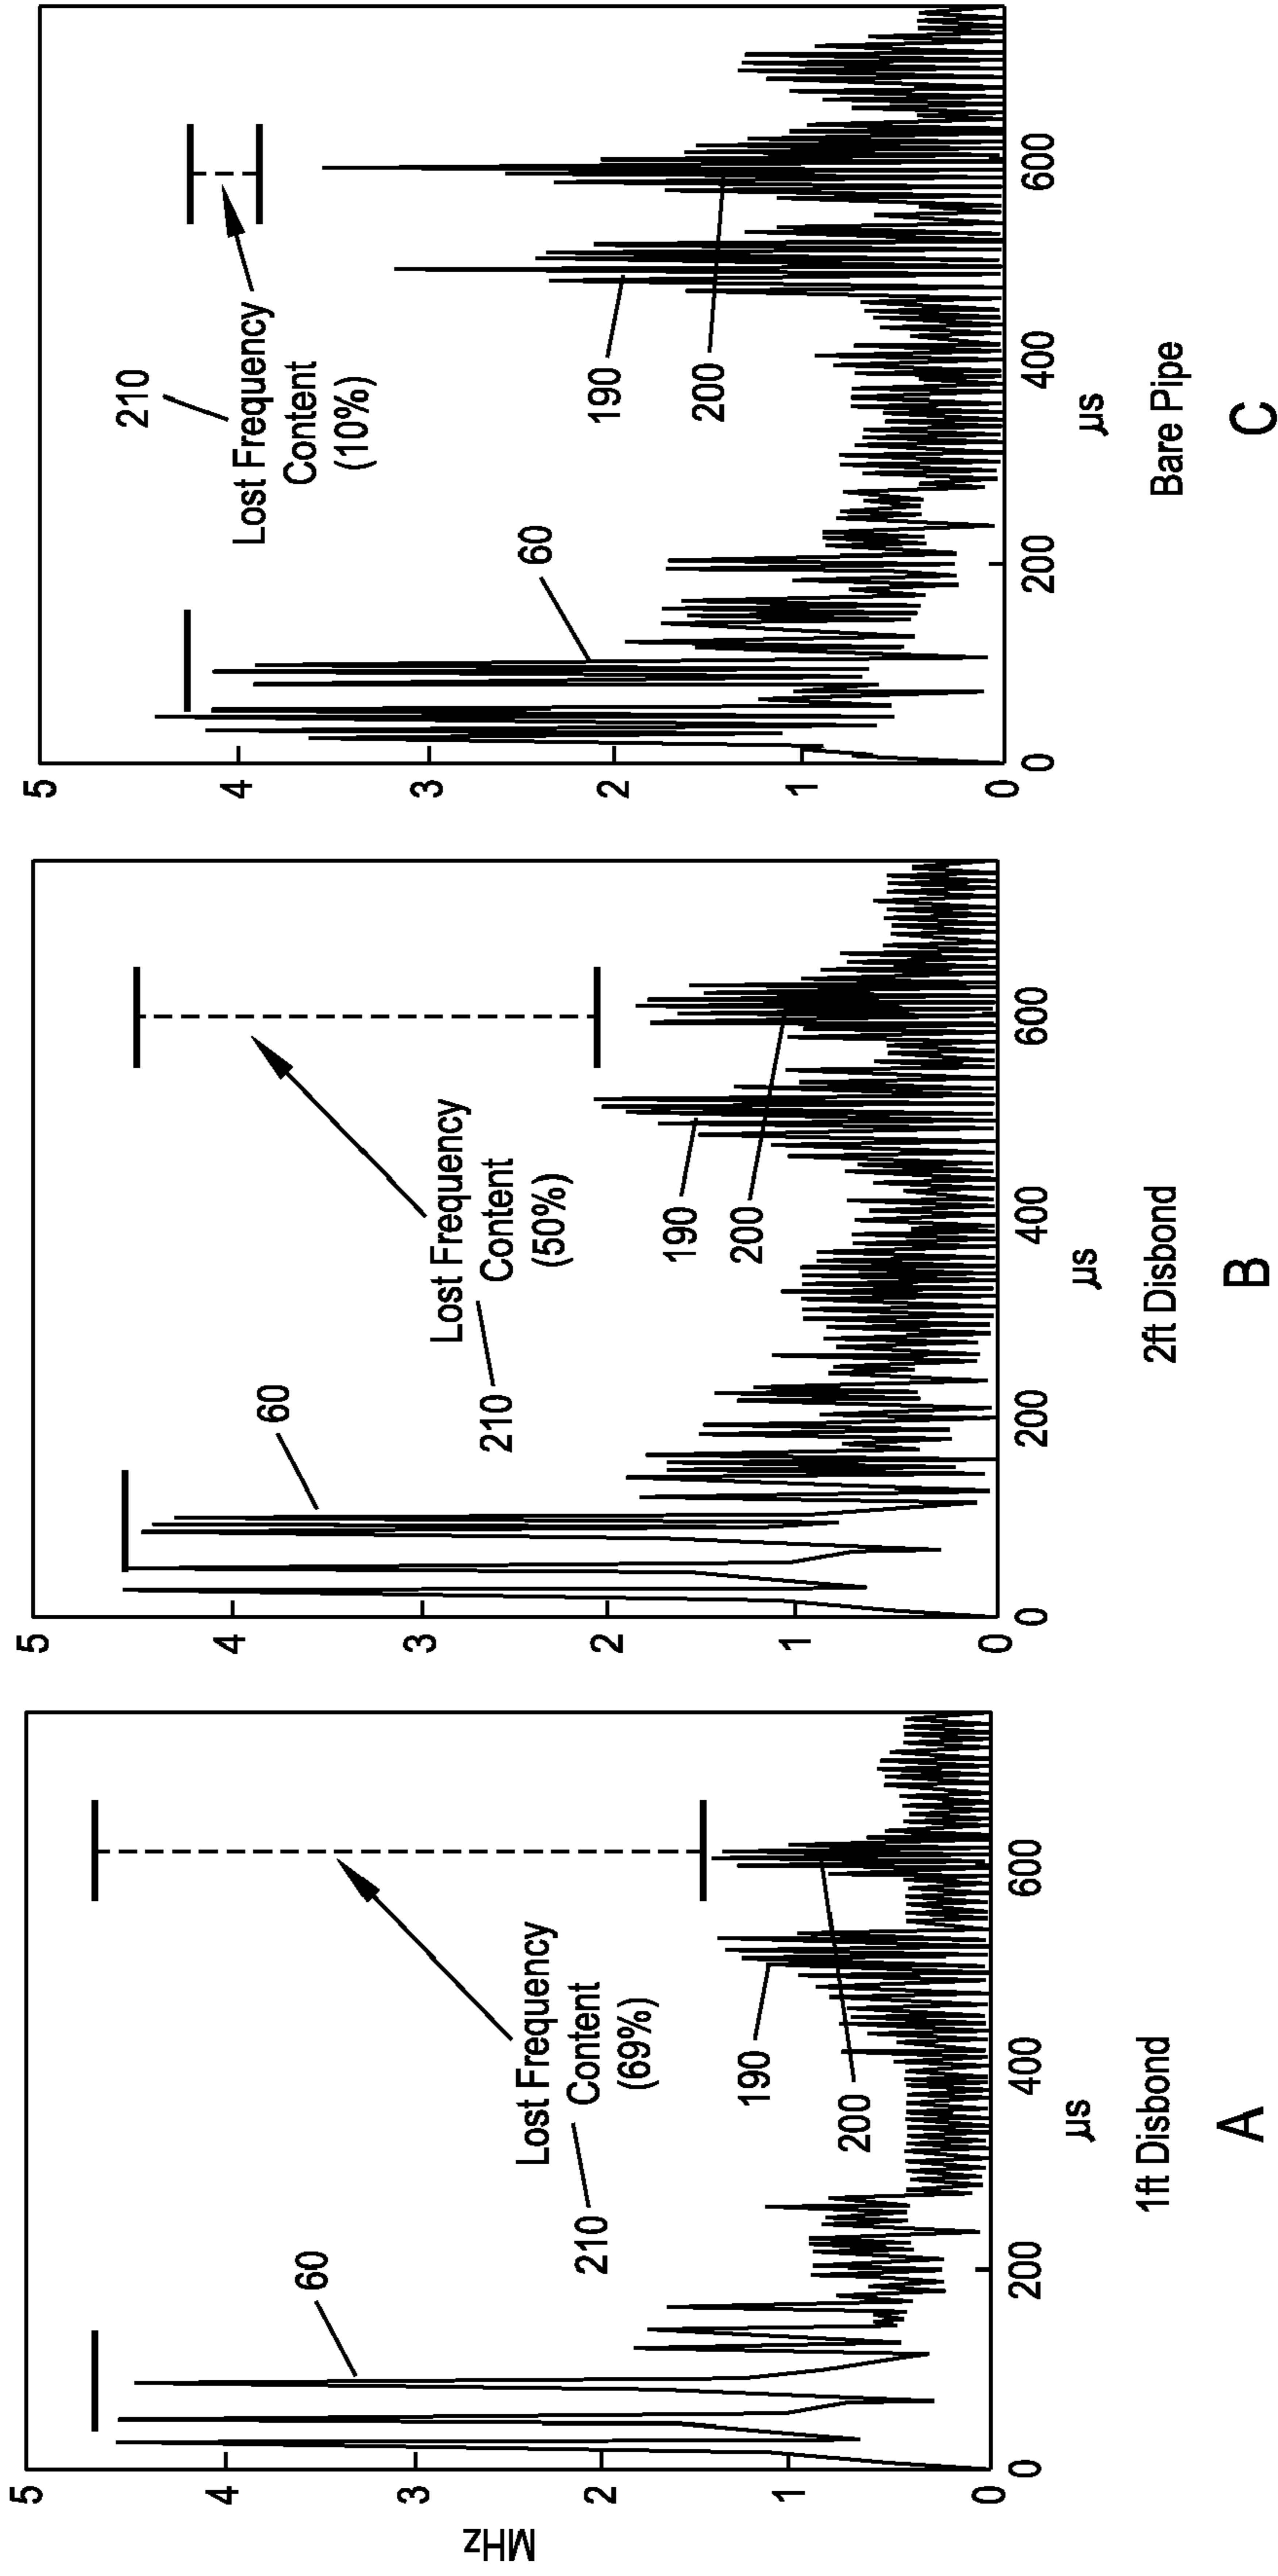 MHz
5
4
3
2
1
0
0
200
400
600
µs
60
210
Lost Frequency
Content
(69%)
190
200
1ft Disbond
A
5
4
3
2
1
0
0
200
400
600
µs
60
210
Lost Frequency
Content
(50%)
190
200
2ft Disbond
B
5
4
3
2
1
0
0
200
400
600
µs
60
210
Lost Frequency
Content
(10%)
190
200
Bare Pipe
C